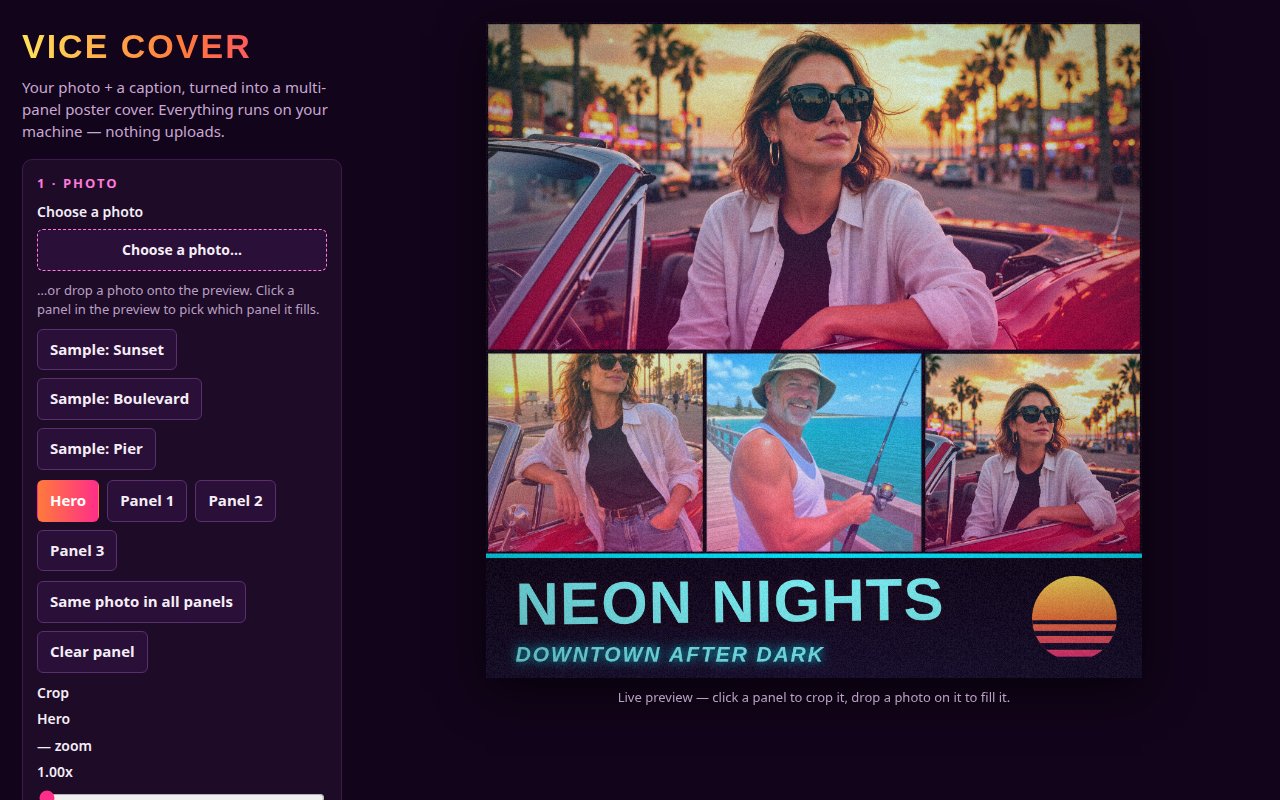 VICE COVER
Your photo + a caption, turned into a multi-
panel poster cover. Everything runs on your
machine — nothing uploads.
1 · PHOTO
Choose a photo
Choose a photo...
...or drop a photo onto the preview. Click a
panel in the preview to pick which panel it fills.
Sample: Sunset
Sample: Boulevard
Sample: Pier
Hero
Panel 1
Panel 2
Panel 3
Same photo in all panels
Clear panel
Crop
Hero
— zoom
1.00x
NEON NIGHTS
DOWNTOWN AFTER DARK
Live preview — click a panel to crop it, drop a photo on it to fill it.